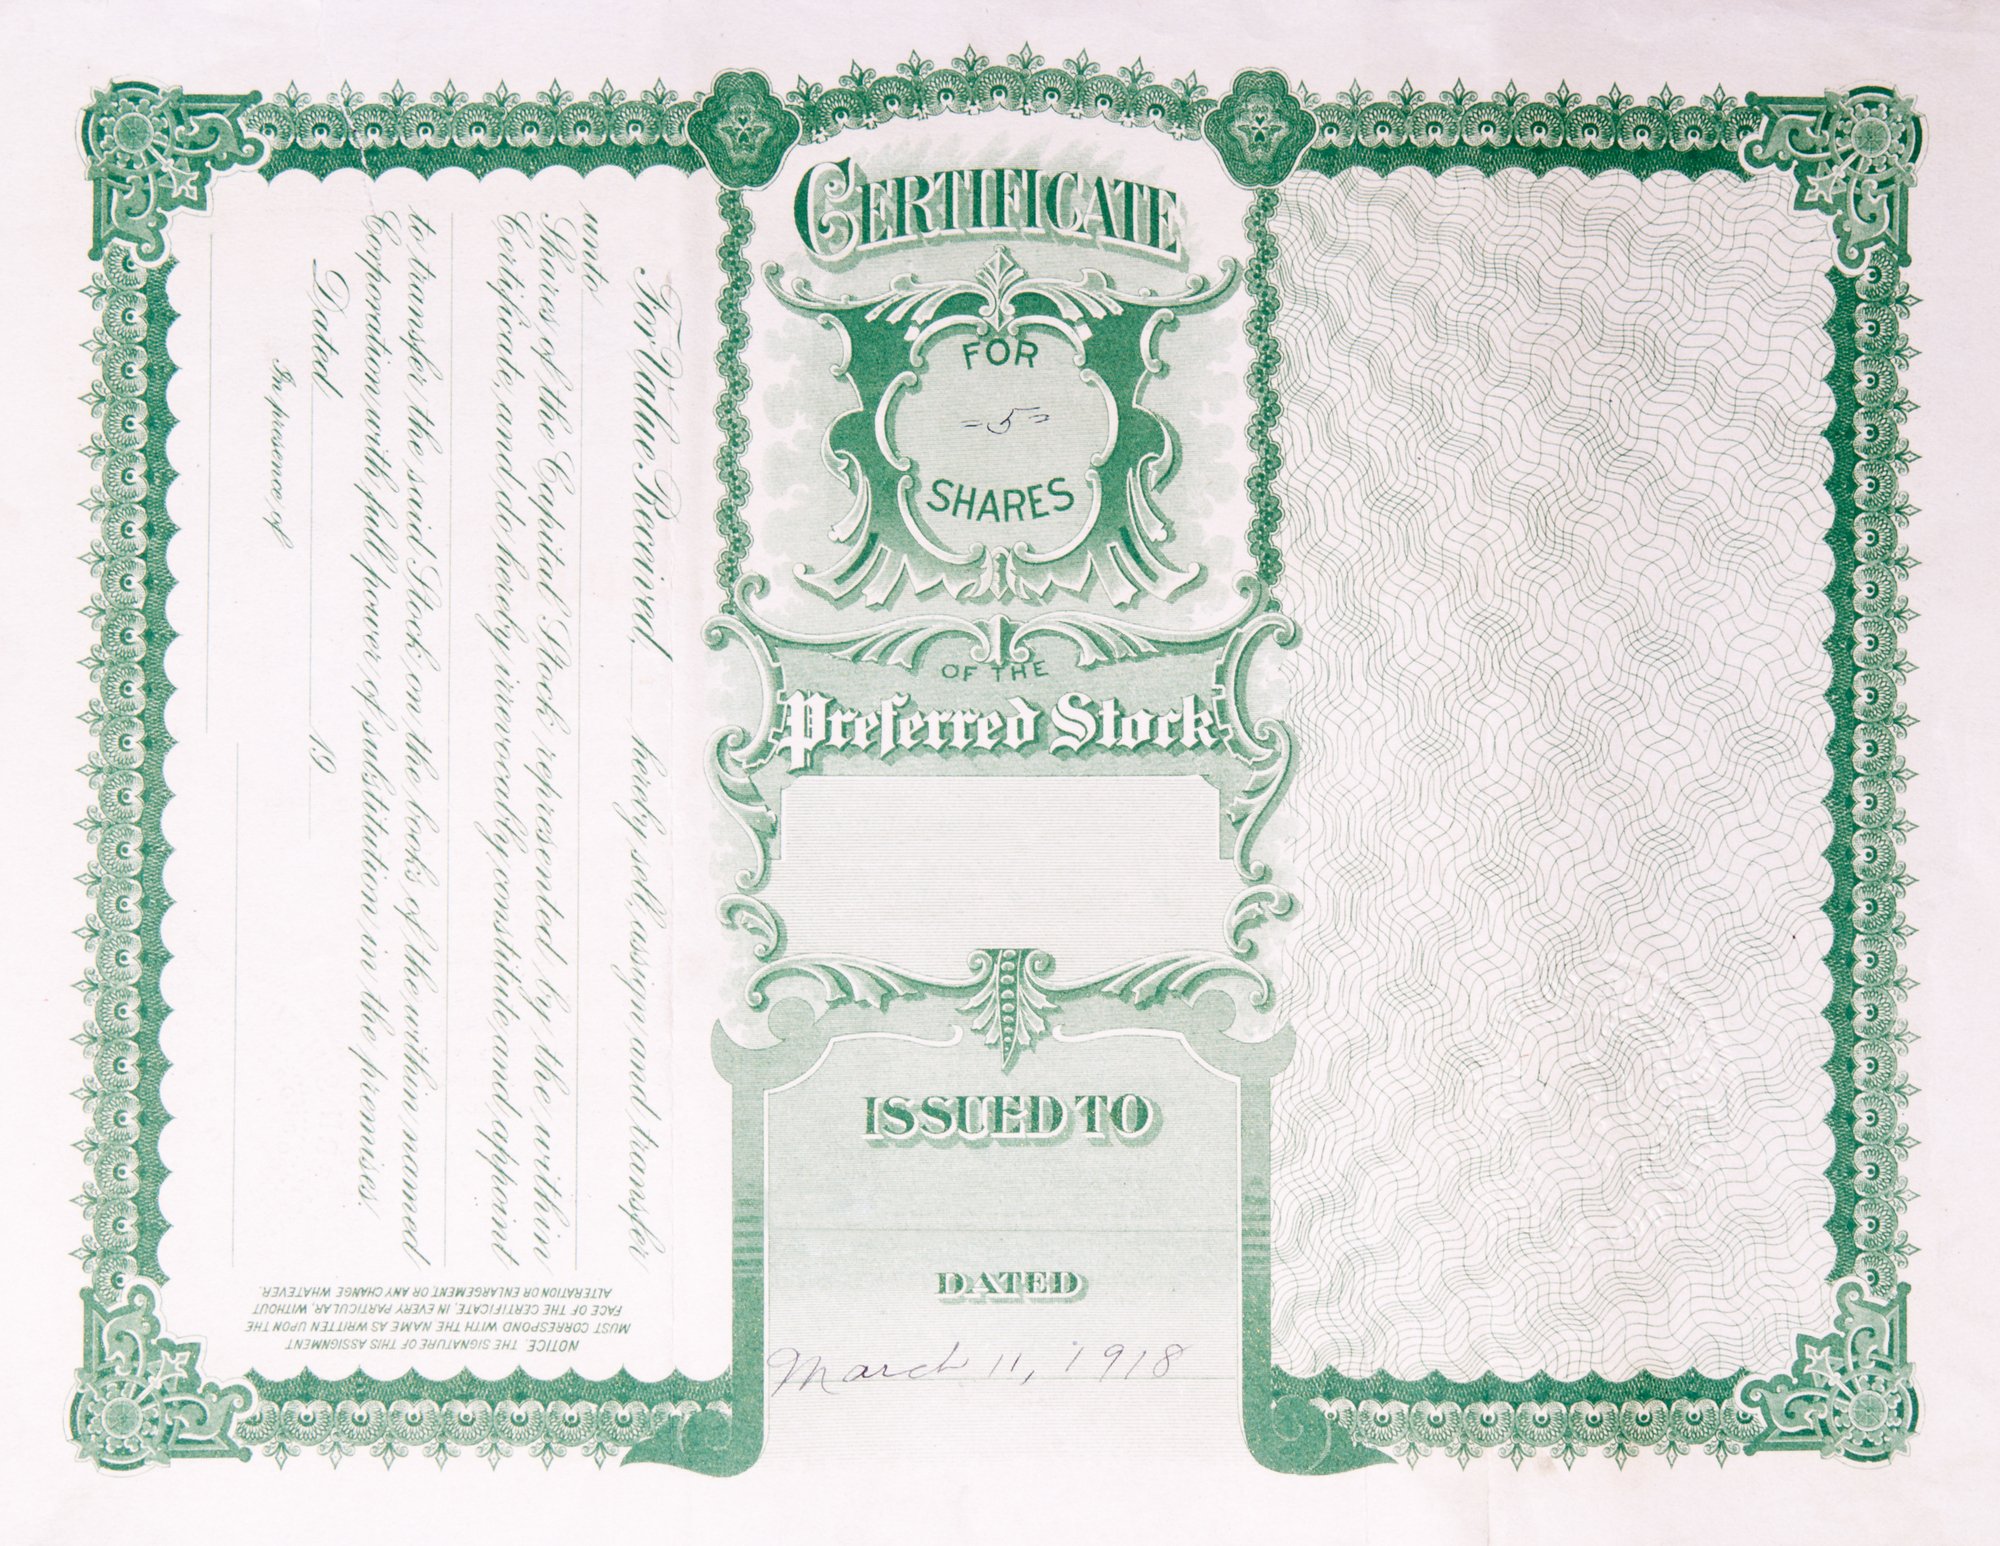 CERTIFICATE
FOR
=5=
SHARES
OF THE
Preferred Stock
ISSUED TO
DATED
March 11, 1918
For Value Received, hereby sell, assign and transfer
unto
Shares of the Capital Stock represented by the within
Certificate, and do hereby irrevocably constitute and appoint
to transfer the said Stock on the books of the within named
Corporation with full power of substitution in the premises.
Dated 19
In presence of
NOTICE. THE SIGNATURE OF THIS ASSIGNMENT
MUST CORRESPOND WITH THE NAME AS WRITTEN UPON THE
FACE OF THE CERTIFICATE, IN EVERY PARTICULAR, WITHOUT
ALTERATION OR ENLARGEMENT, OR ANY CHANGE WHATEVER.